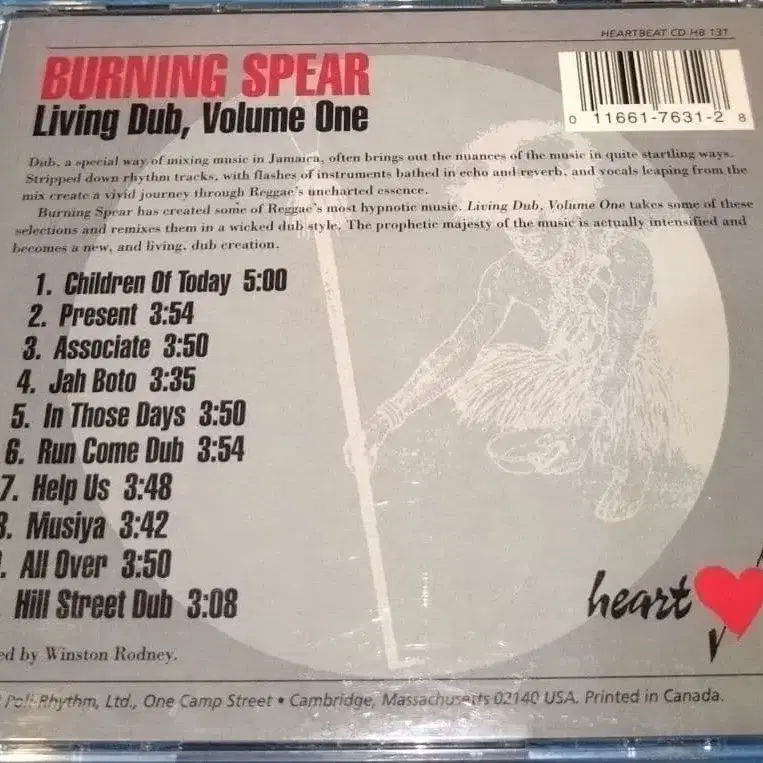 HEARTBEAT CD HB 131
BURNING SPEAR
Living Dub, Volume One
0 11661-7631-2 8
Dub, a special way of mixing music in Jamaica, often brings out the nuances of the music in quite startling ways.
Stripped down rhythm tracks, with flashes of instruments bathed in echo and reverb, and vocals leaping from the
mix create a vivid journey through Reggae's uncharted essence.
Burning Spear has created some of Reggae's most hypnotic music. Living Dub, Volume One takes some of these
selections and remixes them in a wicked dub style. The prophetic majesty of the music is actually intensified and
becomes a new, and living, dub creation.
1. Children Of Today 5:00
2. Present 3:54
3. Associate 3:50
4. Jah Boto 3:35
5. In Those Days 3:50
6. Run Come Dub 3:54
7. Help Us 3:48
8. Musiya 3:42
. All Over 3:50
Hill Street Dub 3:08
heart
ed by Winston Rodney.
Poly Rhythm, Ltd., One Camp Street • Cambridge, Massachusetts 02140 USA. Printed in Canada.